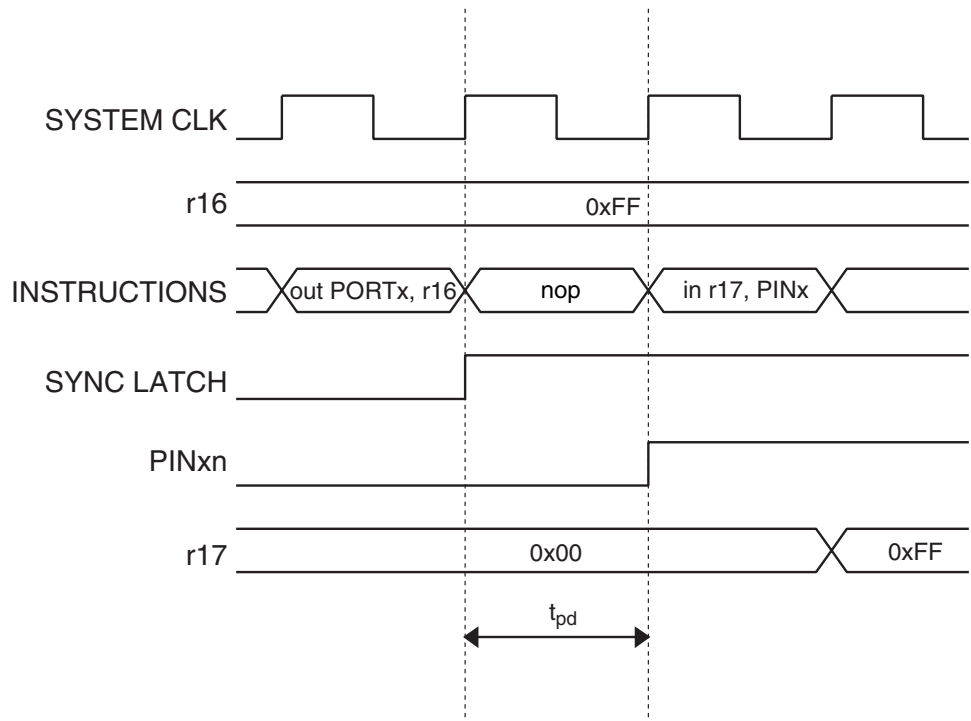 SYSTEM CLK
r16
0xFF
INSTRUCTIONS
out PORTx, r16
nop
in r17, PINx
SYNC LATCH
PINxn
r17
0x00
0xFF
tpd